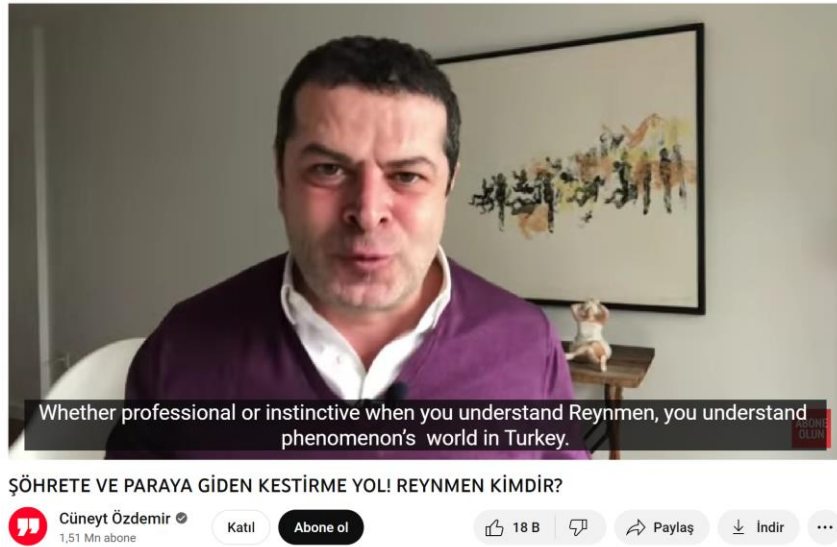 Whether professional or instinctive when you understand Reynmen, you understand
phenomenon's world in Turkey.
ABONE
OLUN
ŞÖHRETE VE PARAYA GİDEN KESTİRME YOL! REYNMEN KİMDİR?
Cüneyt Özdemir
1,51 Mn abone
Katıl
Abone ol
18 B
Paylaş
İndir